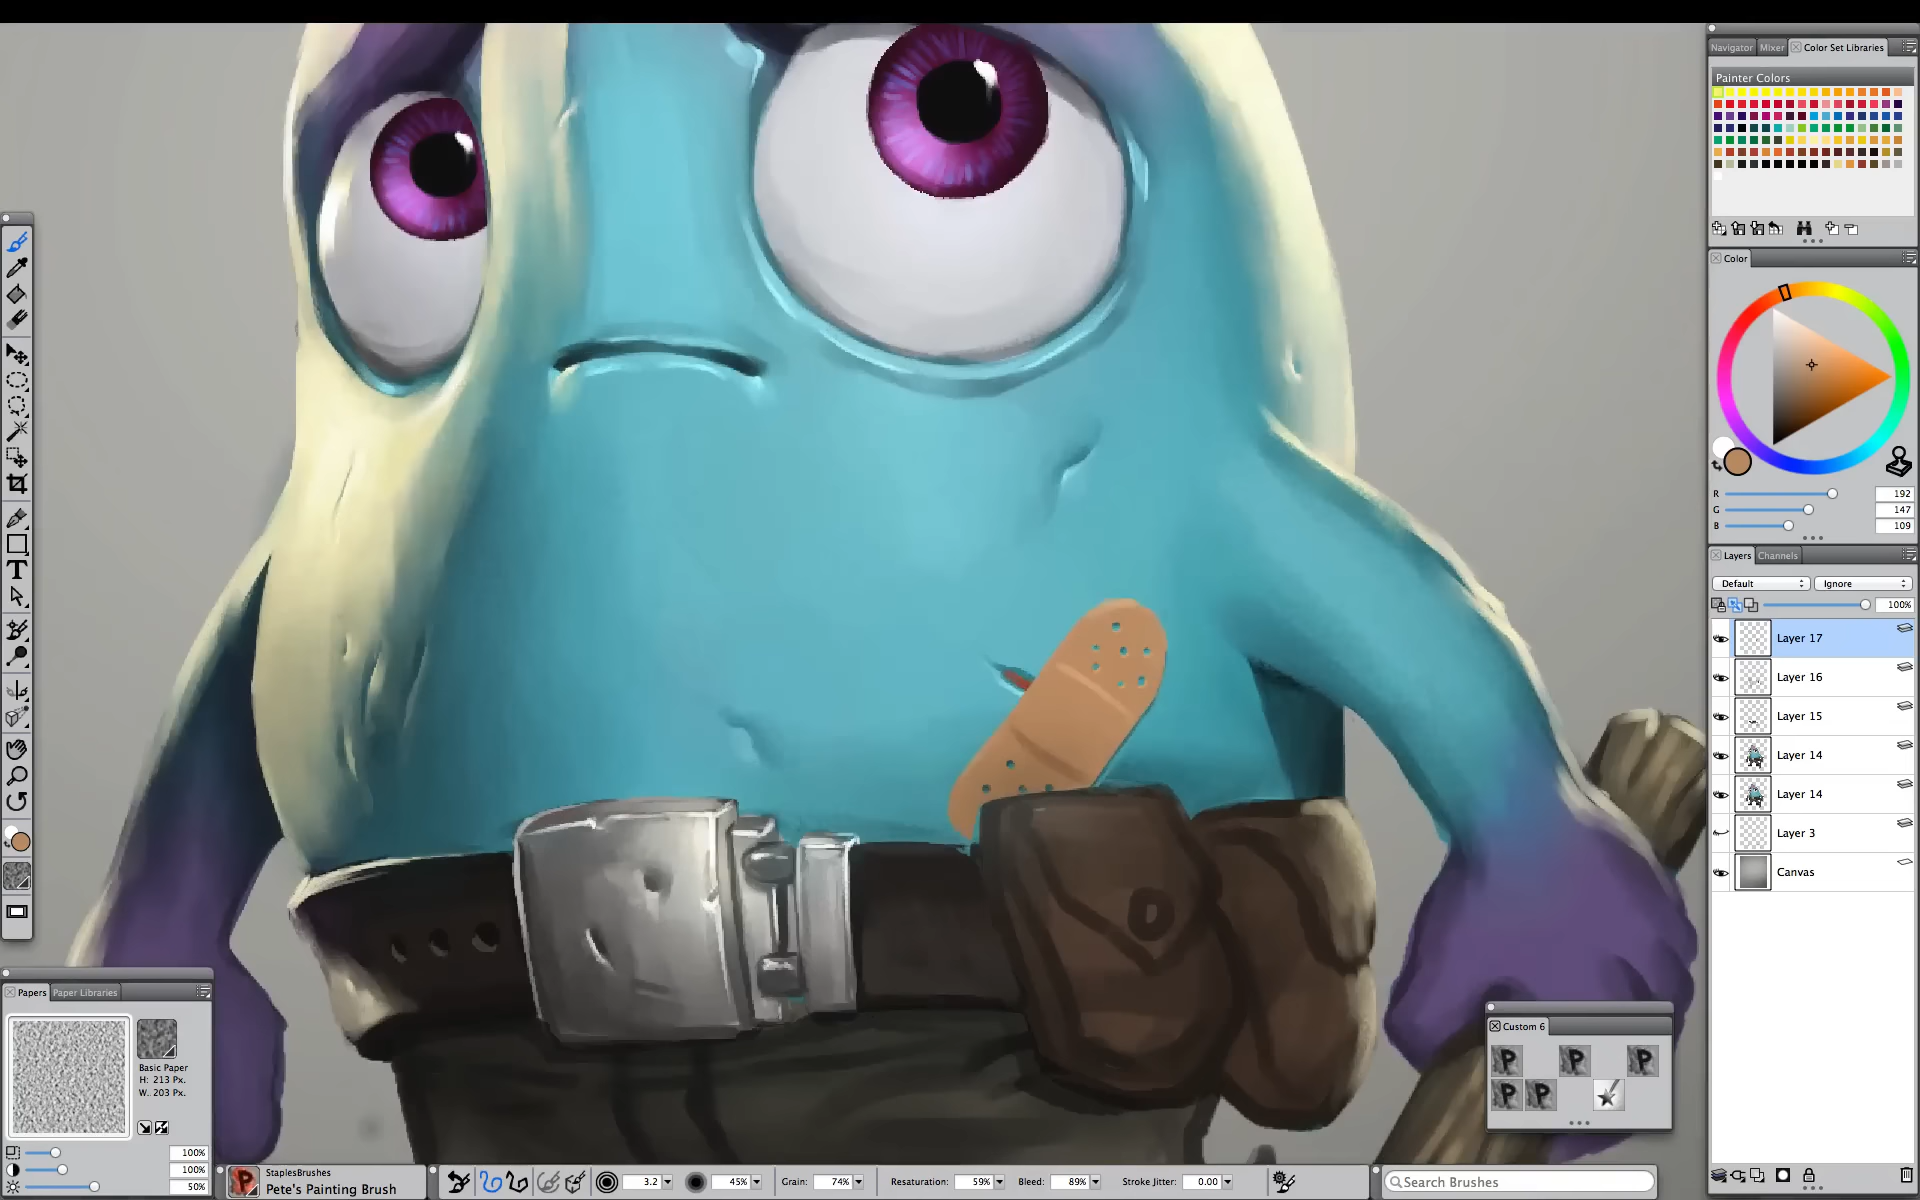 Navigator Mixer Color Set Libraries
Painter Colors
Color
R 192
G 147
B 109
Layers Channels
Default Ignore
100%
Layer 17
Layer 16
Layer 15
Layer 14
Layer 14
Layer 3
Canvas
T
Papers Paper Libraries
Basic Paper
H: 213 Px.
W.. 203 Px.
100%
100%
50%
Custom 6
P P P
P P
StaplesBrushes
Pete's Painting Brush
3.2 45% Grain: 74% Resaturation: 59% Bleed: 89% Stroke Jitter: 0.00
Search Brushes